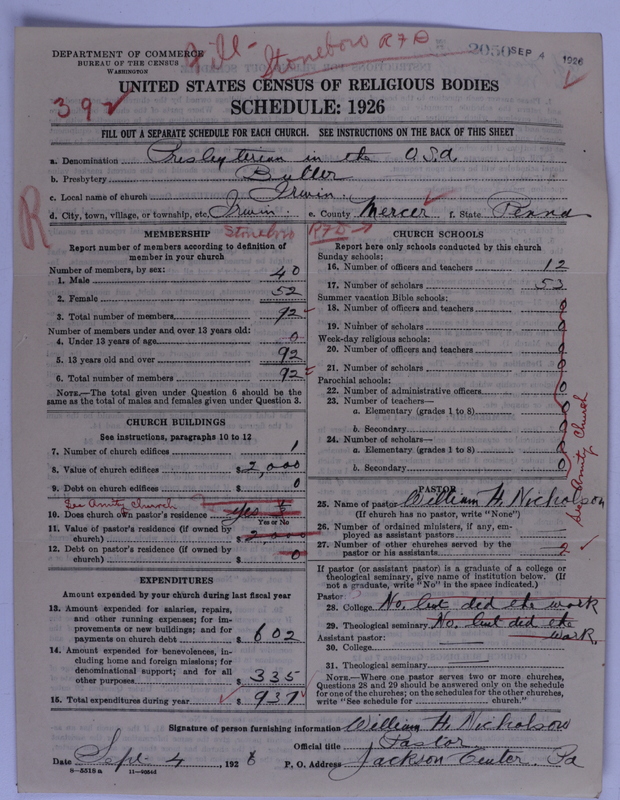 DEPARTMENT OF COMMERCE
BUREAU OF THE CENSUS
WASHINGTON
Fill-
Stoneboro RFD
2050 SEP 4 1926
392
UNITED STATES CENSUS OF RELIGIOUS BODIES
SCHEDULE: 1926
FILL OUT A SEPARATE SCHEDULE FOR EACH CHURCH. SEE INSTRUCTIONS ON THE BACK OF THIS SHEET
a. Denomination Presbyterian in the U.S.A.
b. Presbytery Butler
c. Local name of church Irwin.
d. City, town, village, or township, etc. Irwin. e. County Mercer f. State Penna
R
Stoneboro RFD
MEMBERSHIP
Report number of members according to definition of
member in your church
Number of members, by sex:
1. Male 40
2. Female 52
3. Total number of members 92
Number of members under and over 13 years old:
4. Under 13 years of age 0
5. 13 years old and over 92
6. Total number of members 92
NOTE.—The total given under Question 6 should be
same as the total of males and females given under Question 3.
CHURCH BUILDINGS
See instructions, paragraphs 10 to 12
7. Number of church edifices 1
8. Value of church edifices $ 2,000
9. Debt on church edifices $ 0
See Amity Church
10. Does church own pastor's residence yes
Yes or No
11. Value of pastor's residence (if owned by
church) $ 2000
12. Debt on pastor's residence (if owned by
church) $ 0
EXPENDITURES
Amount expended by your church during last fiscal year
13. Amount expended for salaries, repairs,
and other running expenses; for im-
provements or new buildings; and for
payments on church debt $ 602
14. Amount expended for benevolences, in-
cluding home and foreign missions; for
denominational support; and for all
other purposes $ 335
15. Total expenditures during year $ 937
CHURCH SCHOOLS
Report here only schools conducted by this church
Sunday schools:
16. Number of officers and teachers 12
17. Number of scholars 53
Summer vacation Bible schools:
18. Number of officers and teachers 0
19. Number of scholars 0
Week-day religious schools:
20. Number of officers and teachers 0
21. Number of scholars 0
Parochial schools:
22. Number of administrative officers 0
23. Number of teachers—
a. Elementary (grades 1 to 8) 0
b. Secondary 0
24. Number of scholars—
a. Elementary (grades 1 to 8) 0
b. Secondary 0
See Amity Church
PASTOR
25. Name of pastor William H. Nicholson
(If church has no pastor, write "None")
26. Number of ordained ministers, if any, em-
ployed as assistant pastors
27. Number of other churches served by the
pastor or his assistants 2
If pastor (or assistant pastor) is a graduate of a college or
theological seminary, give name of institution below. (If
not a graduate, write "No" in the space indicated.)
Pastor:
28. College No, but did the work
29. Theological seminary No, but did the
work
Assistant pastor:
30. College
31. Theological seminary
NOTE.—Where one pastor serves two or more churches,
Questions 28 and 29 should be answered only on the schedule
for one of the churches; on the schedules for the other churches,
write "See schedule for church."
Signature of person furnishing information William H. Nicholson
Official title Pastor
Date Sept 4, 1926 P. O. Address Jackson Center, Pa
8—5518 a